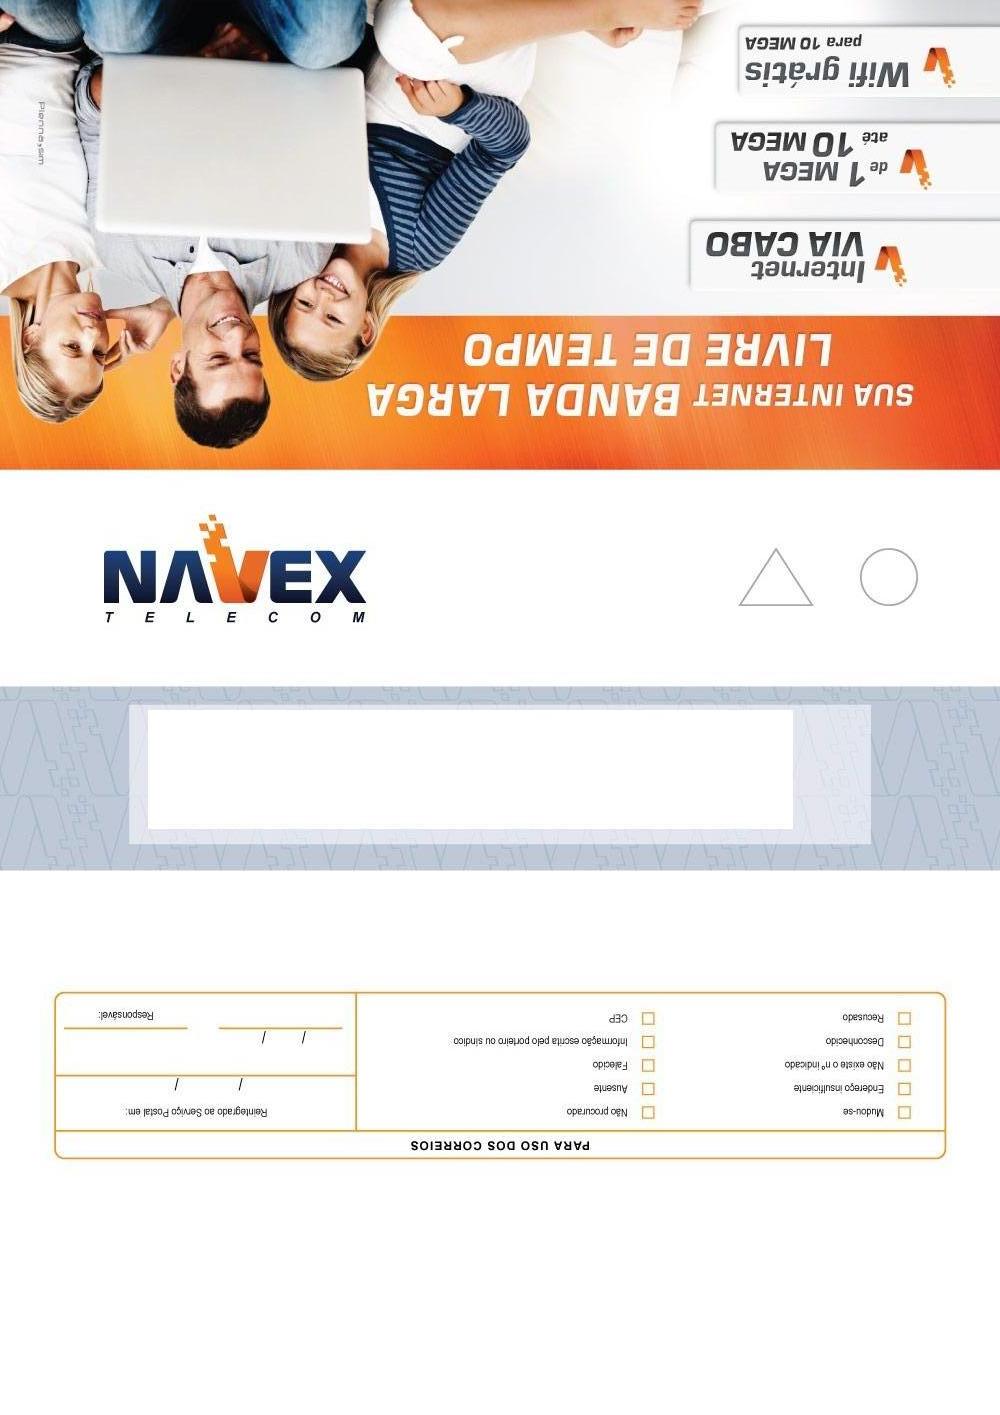 SUA INTERNET BANDA LARGA
LIVRE DE TEMPO
Internet
VIA CABO
de 1 MEGA
até 10 MEGA
Wifi grátis
para 10 MEGA
NAVEX
TELECOM
PARA USO DOS CORREIOS
Mudou-se
Endereço insuficiente
Não existe o nº indicado
Desconhecido
Recusado
Não procurado
Ausente
Falecido
Informação escrita pelo porteiro ou sindico
CEP
Reintegrado ao Serviço Postal em:
/ /
/ /
Responsável: